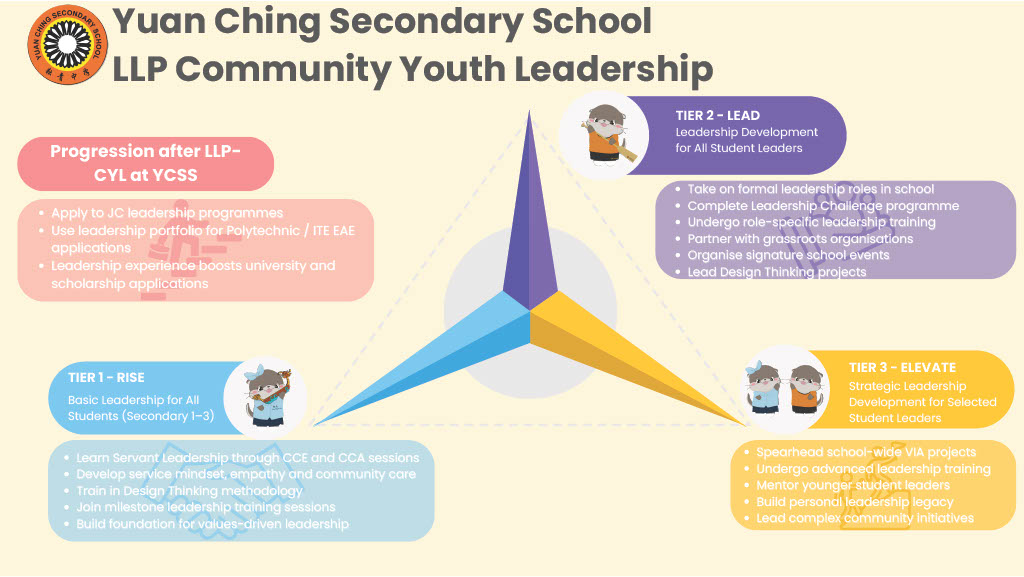 YUAN CHING SECONDARY SCHOOL
Yuan Ching Secondary School
LLP Community Youth Leadership
TIER 2 - LEAD
Leadership Development
for All Student Leaders
• Take on formal leadership roles in school
• Complete Leadership Challenge programme
• Undergo role-specific leadership training
• Partner with grassroots organisations
• Organise signature school events
• Lead Design Thinking projects
Progression after LLP-
CYL at YCSS
• Apply to JC leadership programmes
• Use leadership portfolio for Polytechnic / ITE EAE
applications
• Leadership experience boosts university and
scholarship applications
TIER 1 - RISE
Basic Leadership for All
Students (Secondary 1–3)
• Learn Servant Leadership through CCE and CCA sessions
• Develop service mindset, empathy and community care
• Train in Design Thinking methodology
• Join milestone leadership training sessions
• Build foundation for values-driven leadership
TIER 3 - ELEVATE
Strategic Leadership
Development for Selected
Student Leaders
• Spearhead school-wide VIA projects
• Undergo advanced leadership training
• Mentor younger student leaders
• Build personal leadership legacy
• Lead complex community initiatives